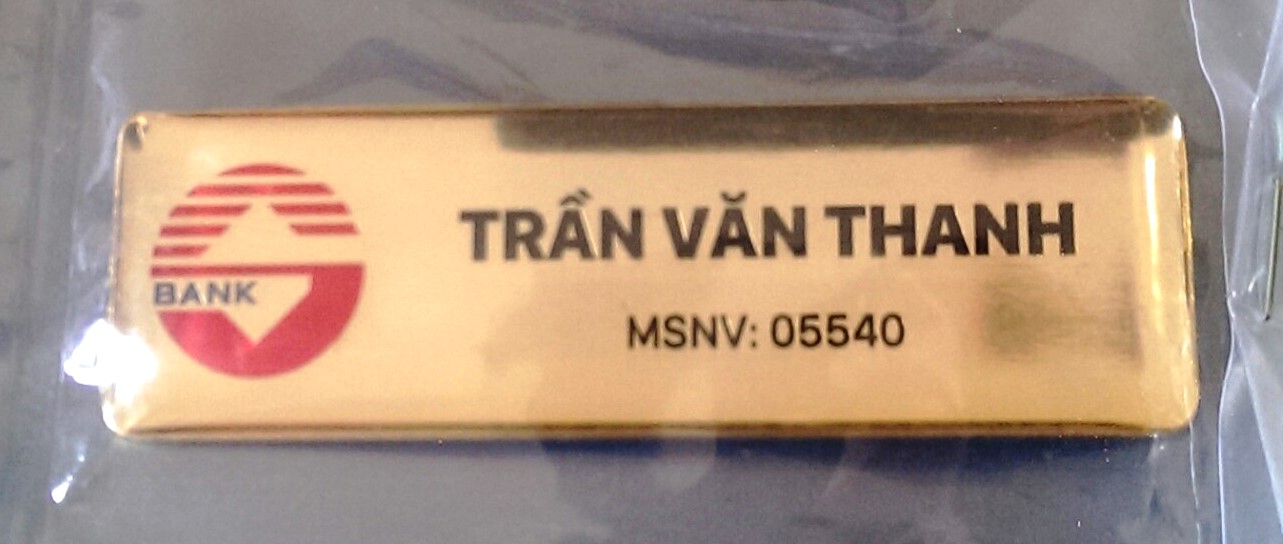 BANK
TRẦN VĂN THANH
MSNV: 05540